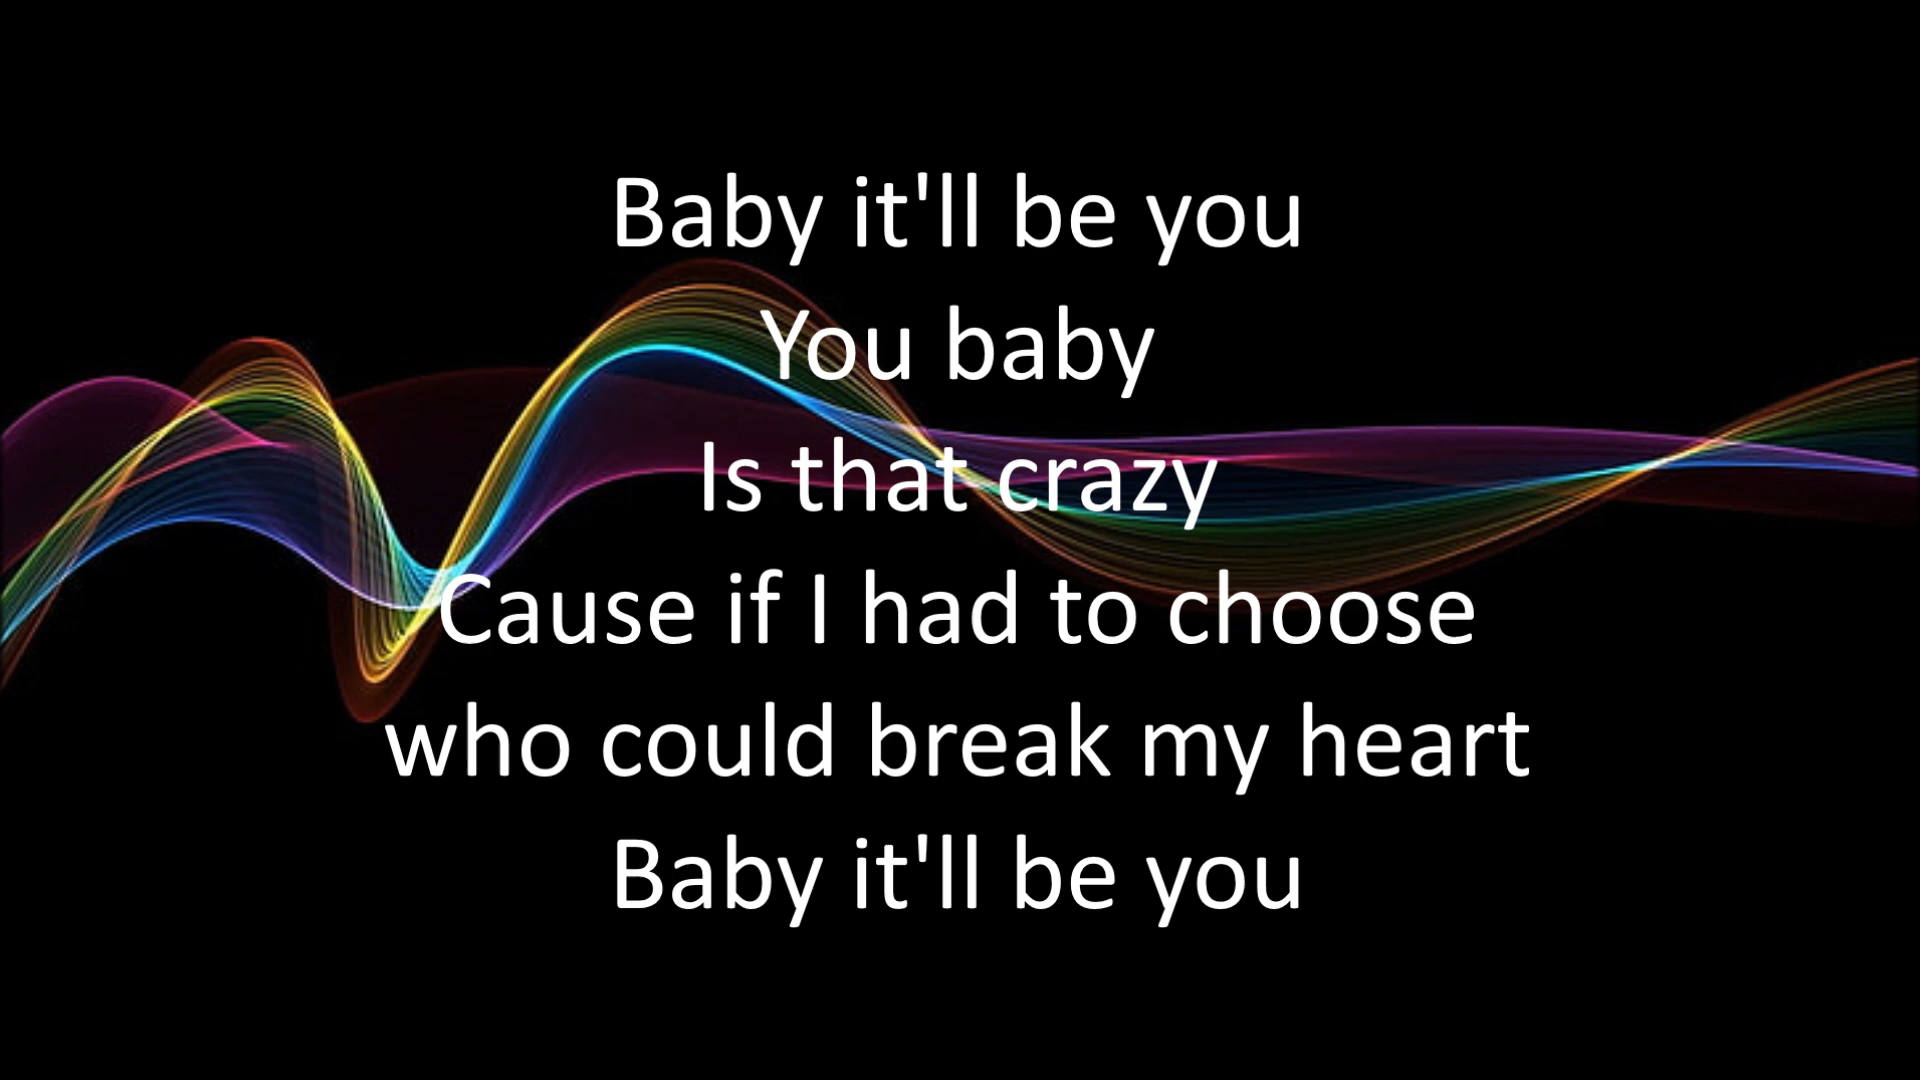 Baby it'll be you
You baby
Is that crazy
Cause if I had to choose
who could break my heart
Baby it'll be you